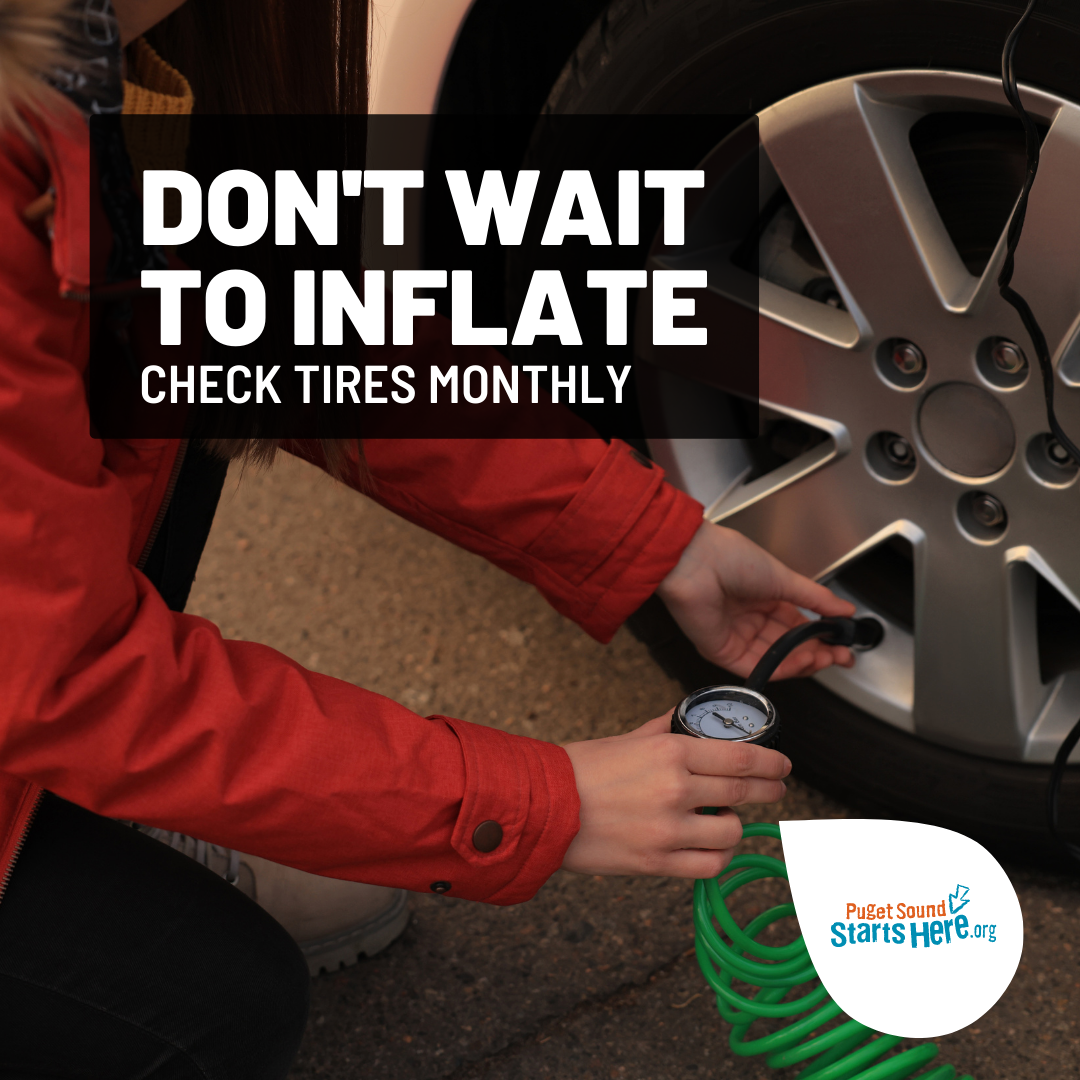 DON'T WAIT
TO INFLATE
CHECK TIRES MONTHLY
Puget Sound
Starts Here.org